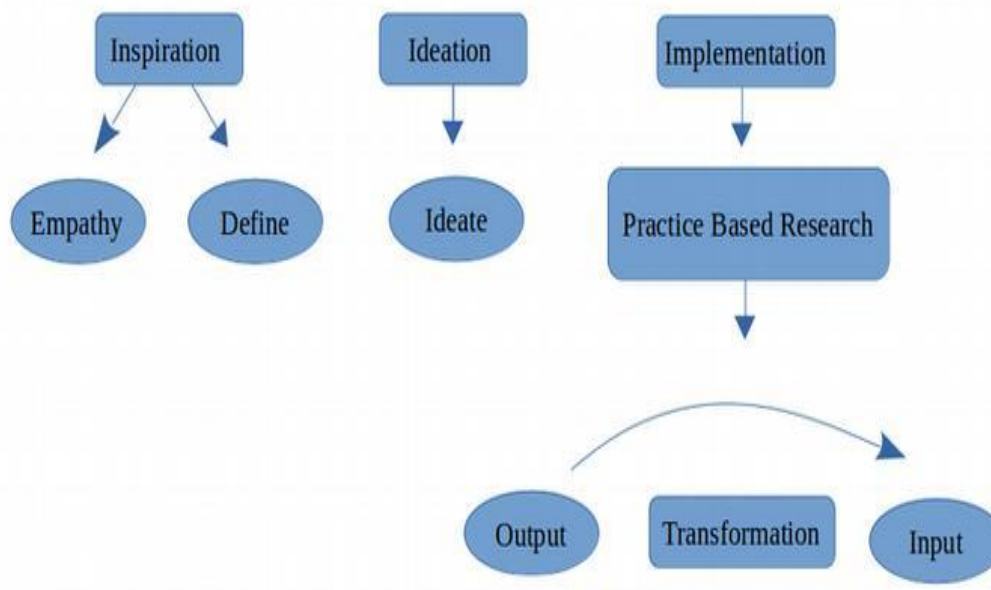 Inspiration
Ideation
Implementation
Empathy
Define
Ideate
Practice Based Research
Output
Transformation
Input